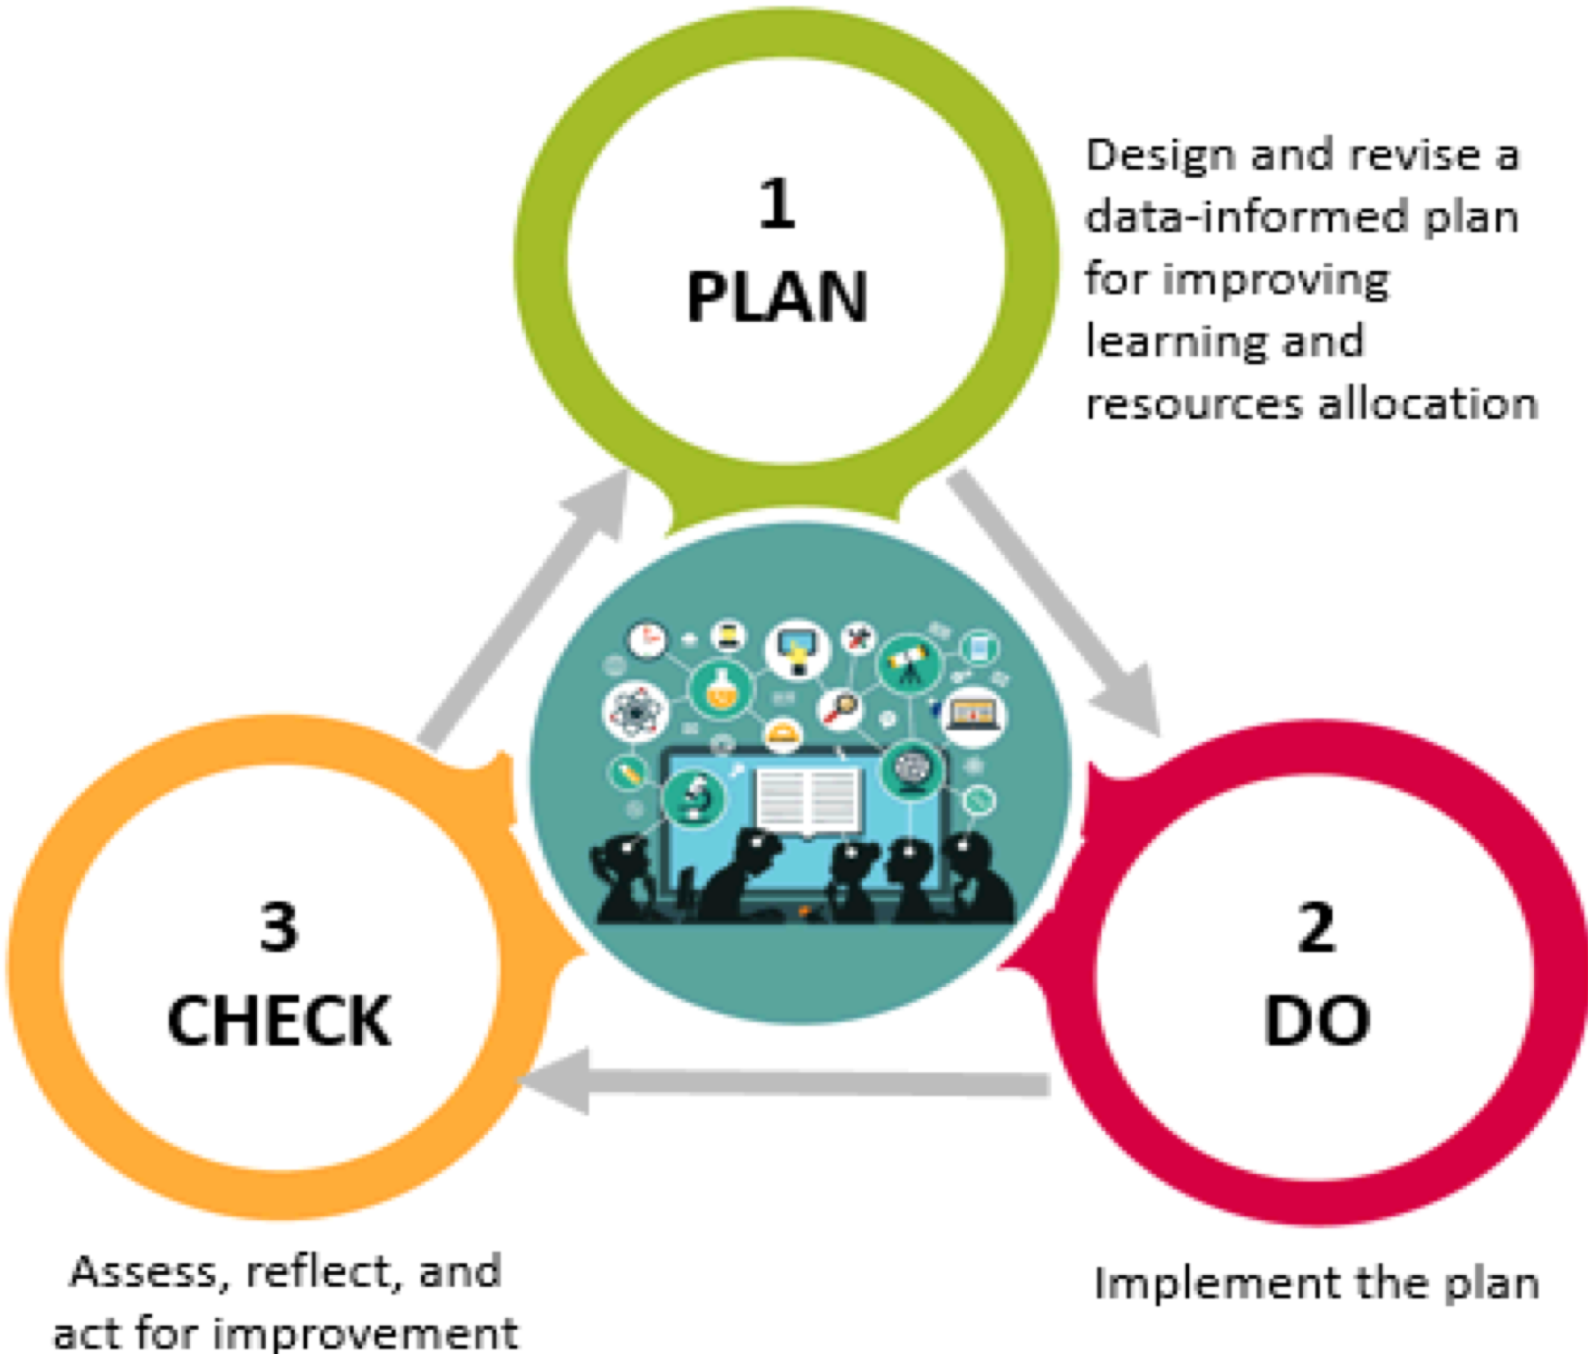 1
PLAN
Design and revise a
data-informed plan
for improving
learning and
resources allocation
2
DO
Implement the plan
3
CHECK
Assess, reflect, and
act for improvement